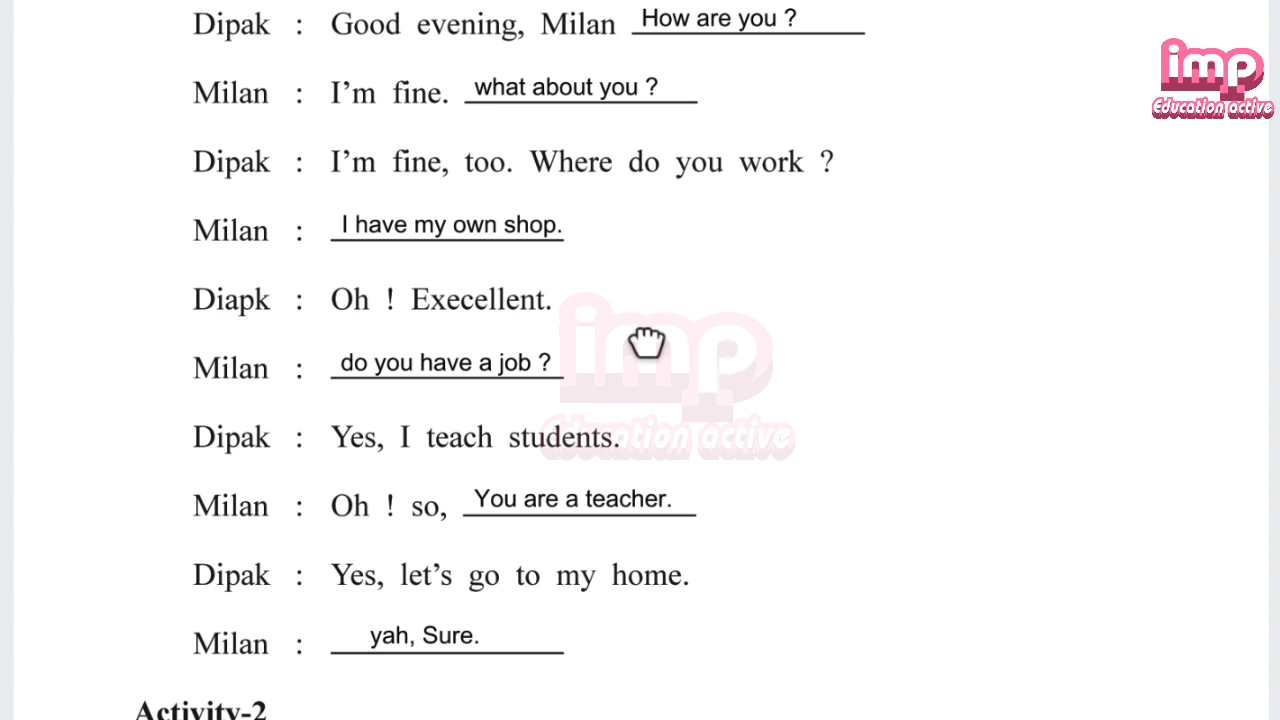 Dipak : Good evening, Milan How are you ?
imp
Education active
Milan : I'm fine. what about you ?
Dipak : I'm fine, too. Where do you work ?
Milan : I have my own shop.
Diapk : Oh ! Execellent.
imp
Milan : do you have a job ?
Dipak : Yes, I teach students.
Education active
Milan : Oh ! so, You are a teacher.
Dipak : Yes, let's go to my home.
Milan : yah, Sure.
Activity-2